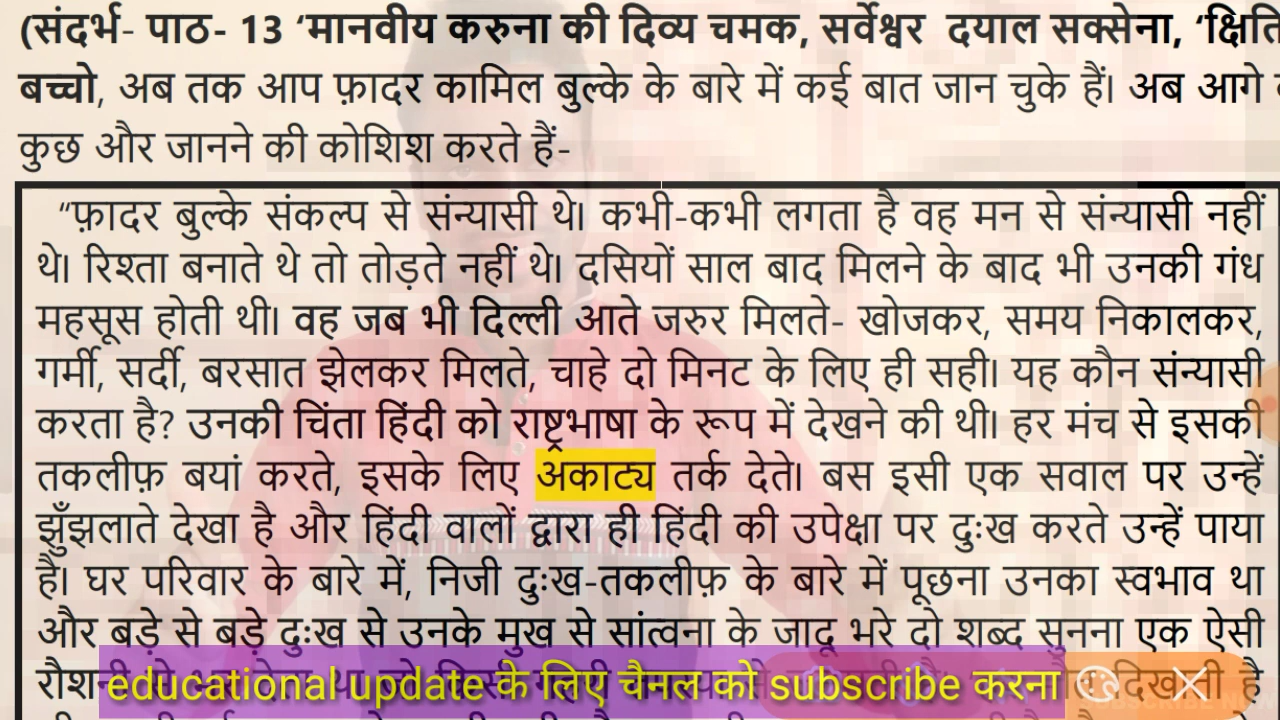 (संदर्भ- पाठ- 13 ‘मानवीय करुना की दिव्य चमक, सर्वेश्वर दयाल सक्सेना, ‘क्षिति
बच्चो, अब तक आप फ़ादर कामिल बुल्के के बारे में कई बात जान चुके हैं। अब आगे
कुछ और जानने की कोशिश करते हैं-
“फ़ादर बुल्के संकल्प से संन्यासी थे। कभी-कभी लगता है वह मन से संन्यासी नहीं
थे। रिश्ता बनाते थे तो तोड़ते नहीं थे। दसियों साल बाद मिलने के बाद भी उनकी गंध
महसूस होती थी। वह जब भी दिल्ली आते जरुर मिलते- खोजकर, समय निकालकर,
गर्मी, सर्दी, बरसात झेलकर मिलते, चाहे दो मिनट के लिए ही सही। यह कौन संन्यासी
करता है? उनकी चिंता हिंदी को राष्ट्रभाषा के रूप में देखने की थी। हर मंच से इसकी
तकलीफ़ बयां करते, इसके लिए अकाट्य तर्क देते। बस इसी एक सवाल पर उन्हें
झुँझलाते देखा है और हिंदी वालों द्वारा ही हिंदी की उपेक्षा पर दुःख करते उन्हें पाया
है। घर परिवार के बारे में, निजी दुःख-तकलीफ़ के बारे में पूछना उनका स्वभाव था
और बड़े से बड़े दुःख से उनके मुख से सांत्वना के जादू भरे दो शब्द सुनना एक ऐसी
है
educational update के लिए चैमल को subscribe करना